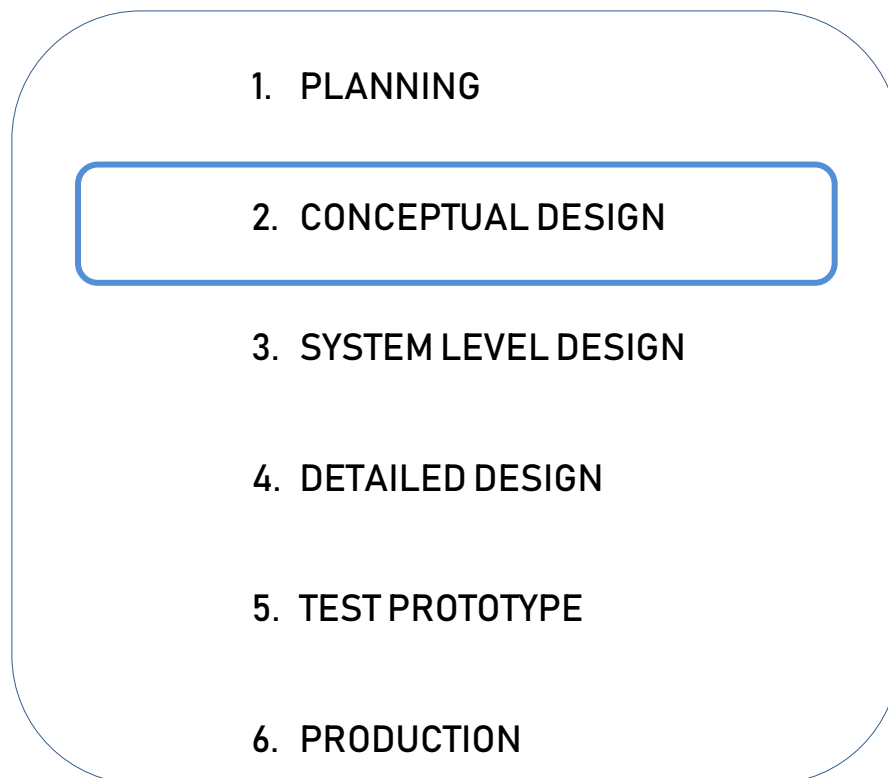 1. PLANNING
2. CONCEPTUAL DESIGN
3. SYSTEM LEVEL DESIGN
4. DETAILED DESIGN
5. TEST PROTOTYPE
6. PRODUCTION